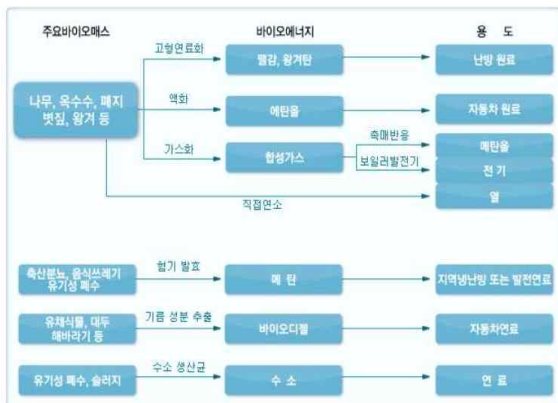 주요바이오매스 바이오에너지 용 도
고형연료화
땔감, 왕겨탄 난방 원료
나무, 옥수수, 폐지
볏짚, 왕겨 등
액화
에탄올 자동차 원료
가스화
합성가스
촉매반응
에탄올
보일러발전기
전 기
직접연소
열
축산분뇨, 음식쓰레기
유기성 폐수
혐기 발효
메 탄 지역냉난방 또는 발전연료
유채식물, 대두
해바라기 등
기름 성분 추출
바이오디젤 자동차연료
유기성 폐수, 슬러지
수소 생산균
수 소 연 료